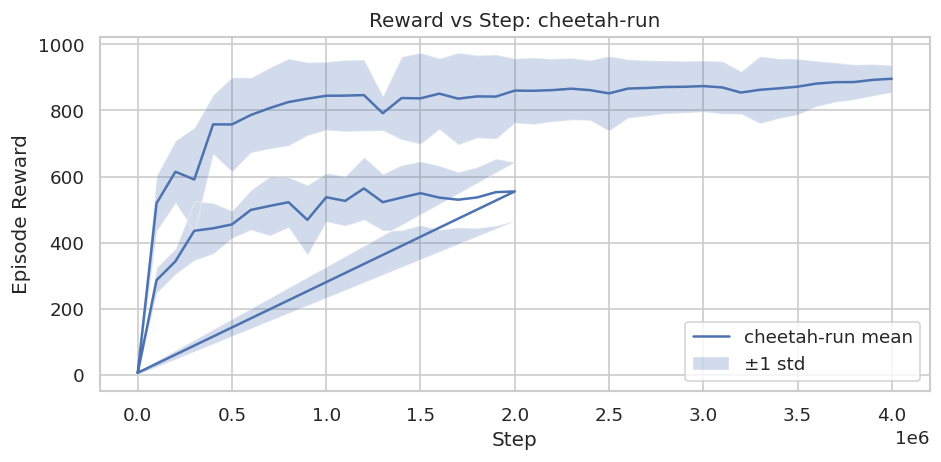 Reward vs Step: cheetah-run
Episode Reward
1000
800
600
400
200
0
0.0 0.5 1.0 1.5 2.0 2.5 3.0 3.5 4.0
1e6
Step
cheetah-run mean
±1 std